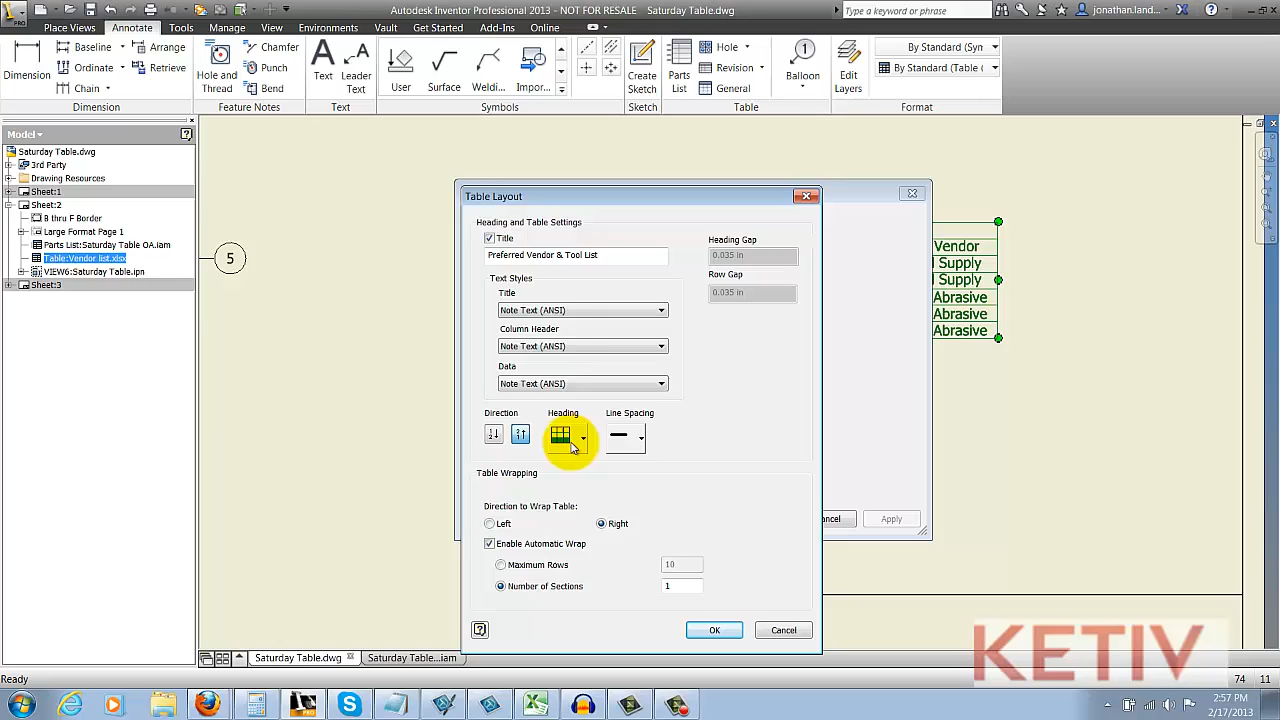 Autodesk Inventor Professional 2013 - NOT FOR RESALE   Saturday Table.dwg
Type a keyword or phrase
jonathan.land...
PRO
Place Views
Annotate
Tools
Manage
View
Environments
Vault
Get Started
Add-Ins
Online
Dimension
Baseline
Ordinate
Chain
Arrange
Retrieve
Dimension
Hole and Thread
Chamfer
Punch
Bend
Feature Notes
Text
Leader Text
Text
User
Surface
Weldi...
Impor...
Symbols
Create Sketch
Sketch
Parts List
Hole
Revision
General
Table
Balloon
Edit Layers
By Standard (Syn
By Standard (Table (
Format
Model
Saturday Table.dwg
3rd Party
Drawing Resources
Sheet:1
Sheet:2
B thru F Border
Large Format Page 1
Parts List:Saturday Table OA.iam
Table:Vendor list.xlsx
VIEW6:Saturday Table.ipn
Sheet:3
5
Table Layout
Heading and Table Settings
Title
Preferred Vendor & Tool List
Heading Gap
0.035 in
Row Gap
0.035 in
Text Styles
Title
Note Text (ANSI)
Column Header
Note Text (ANSI)
Data
Note Text (ANSI)
Direction
Heading
Line Spacing
Table Wrapping
Direction to Wrap Table:
Left
Right
Enable Automatic Wrap
Maximum Rows
10
Number of Sections
1
OK
Cancel
ancel
Apply
Vendor
l Supply
l Supply
Abrasive
Abrasive
Abrasive
KETIV
Saturday Table.dwg
Saturday Table....iam
Ready
74
11
2:57 PM
2/17/2013